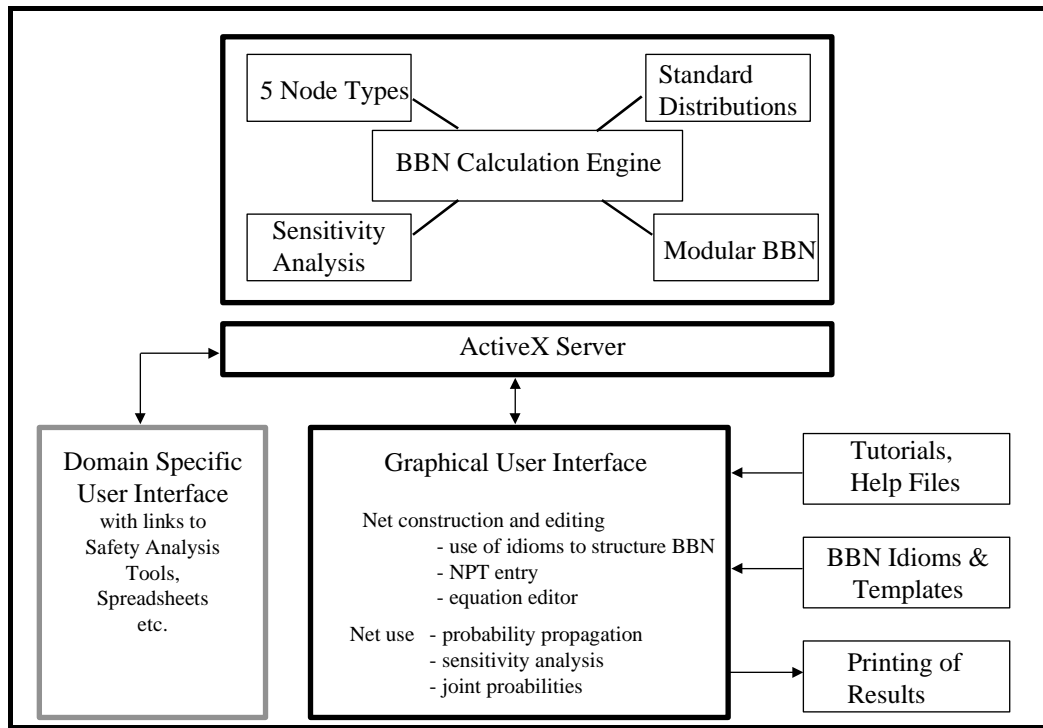 5 Node Types
Standard
Distributions
BBN Calculation Engine
Sensitivity
Analysis
Modular BBN
ActiveX Server
Domain Specific
User Interface
with links to
Safety Analysis
Tools,
Spreadsheets
etc.
Graphical User Interface
Net construction and editing
- use of idioms to structure BBN
- NPT entry
- equation editor
Net use - probability propagation
- sensitivity analysis
- joint proabilities
Tutorials,
Help Files
BBN Idioms &
Templates
Printing of
Results